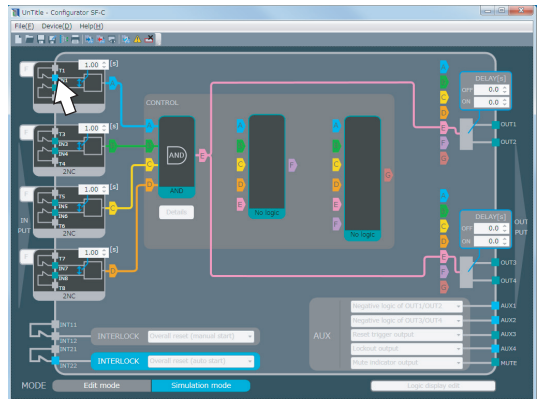 UnTitle - Configurator SF-C
File(F) Device(D) Help(H)
T1
1.00 [s]
A
T3
IN3
IN4
T4
2NC
1.00 [s]
T5
IN5
IN6
T6
2NC
1.00 [s]
C
T7
IN7
IN8
T8
2NC
1.00 [s]
D
IN
PUT
CONTROL
A
B
C
D
AND
AND
Details
E
A
B
C
D
E
No logic
F
A
B
C
D
E
F
No logic
G
A
B
C
D
E
F
G
DELAY[s]
OFF 0.0
ON 0.0
OUT1
OUT2
A
B
C
D
E
F
G
DELAY[s]
OFF 0.0
ON 0.0
OUT3
OUT4
OUT
PUT
INT11
INT12
INTERLOCK Overall reset (manual start)
INT21
INT22
INTERLOCK Overall reset (auto start)
AUX
Negative logic of OUT1/OUT2
Negative logic of OUT3/OUT4
Reset trigger output
Lockout output
Mute indicator output
AUX1
AUX2
AUX3
AUX4
MUTE
MODE Edit mode Simulation mode Logic display edit